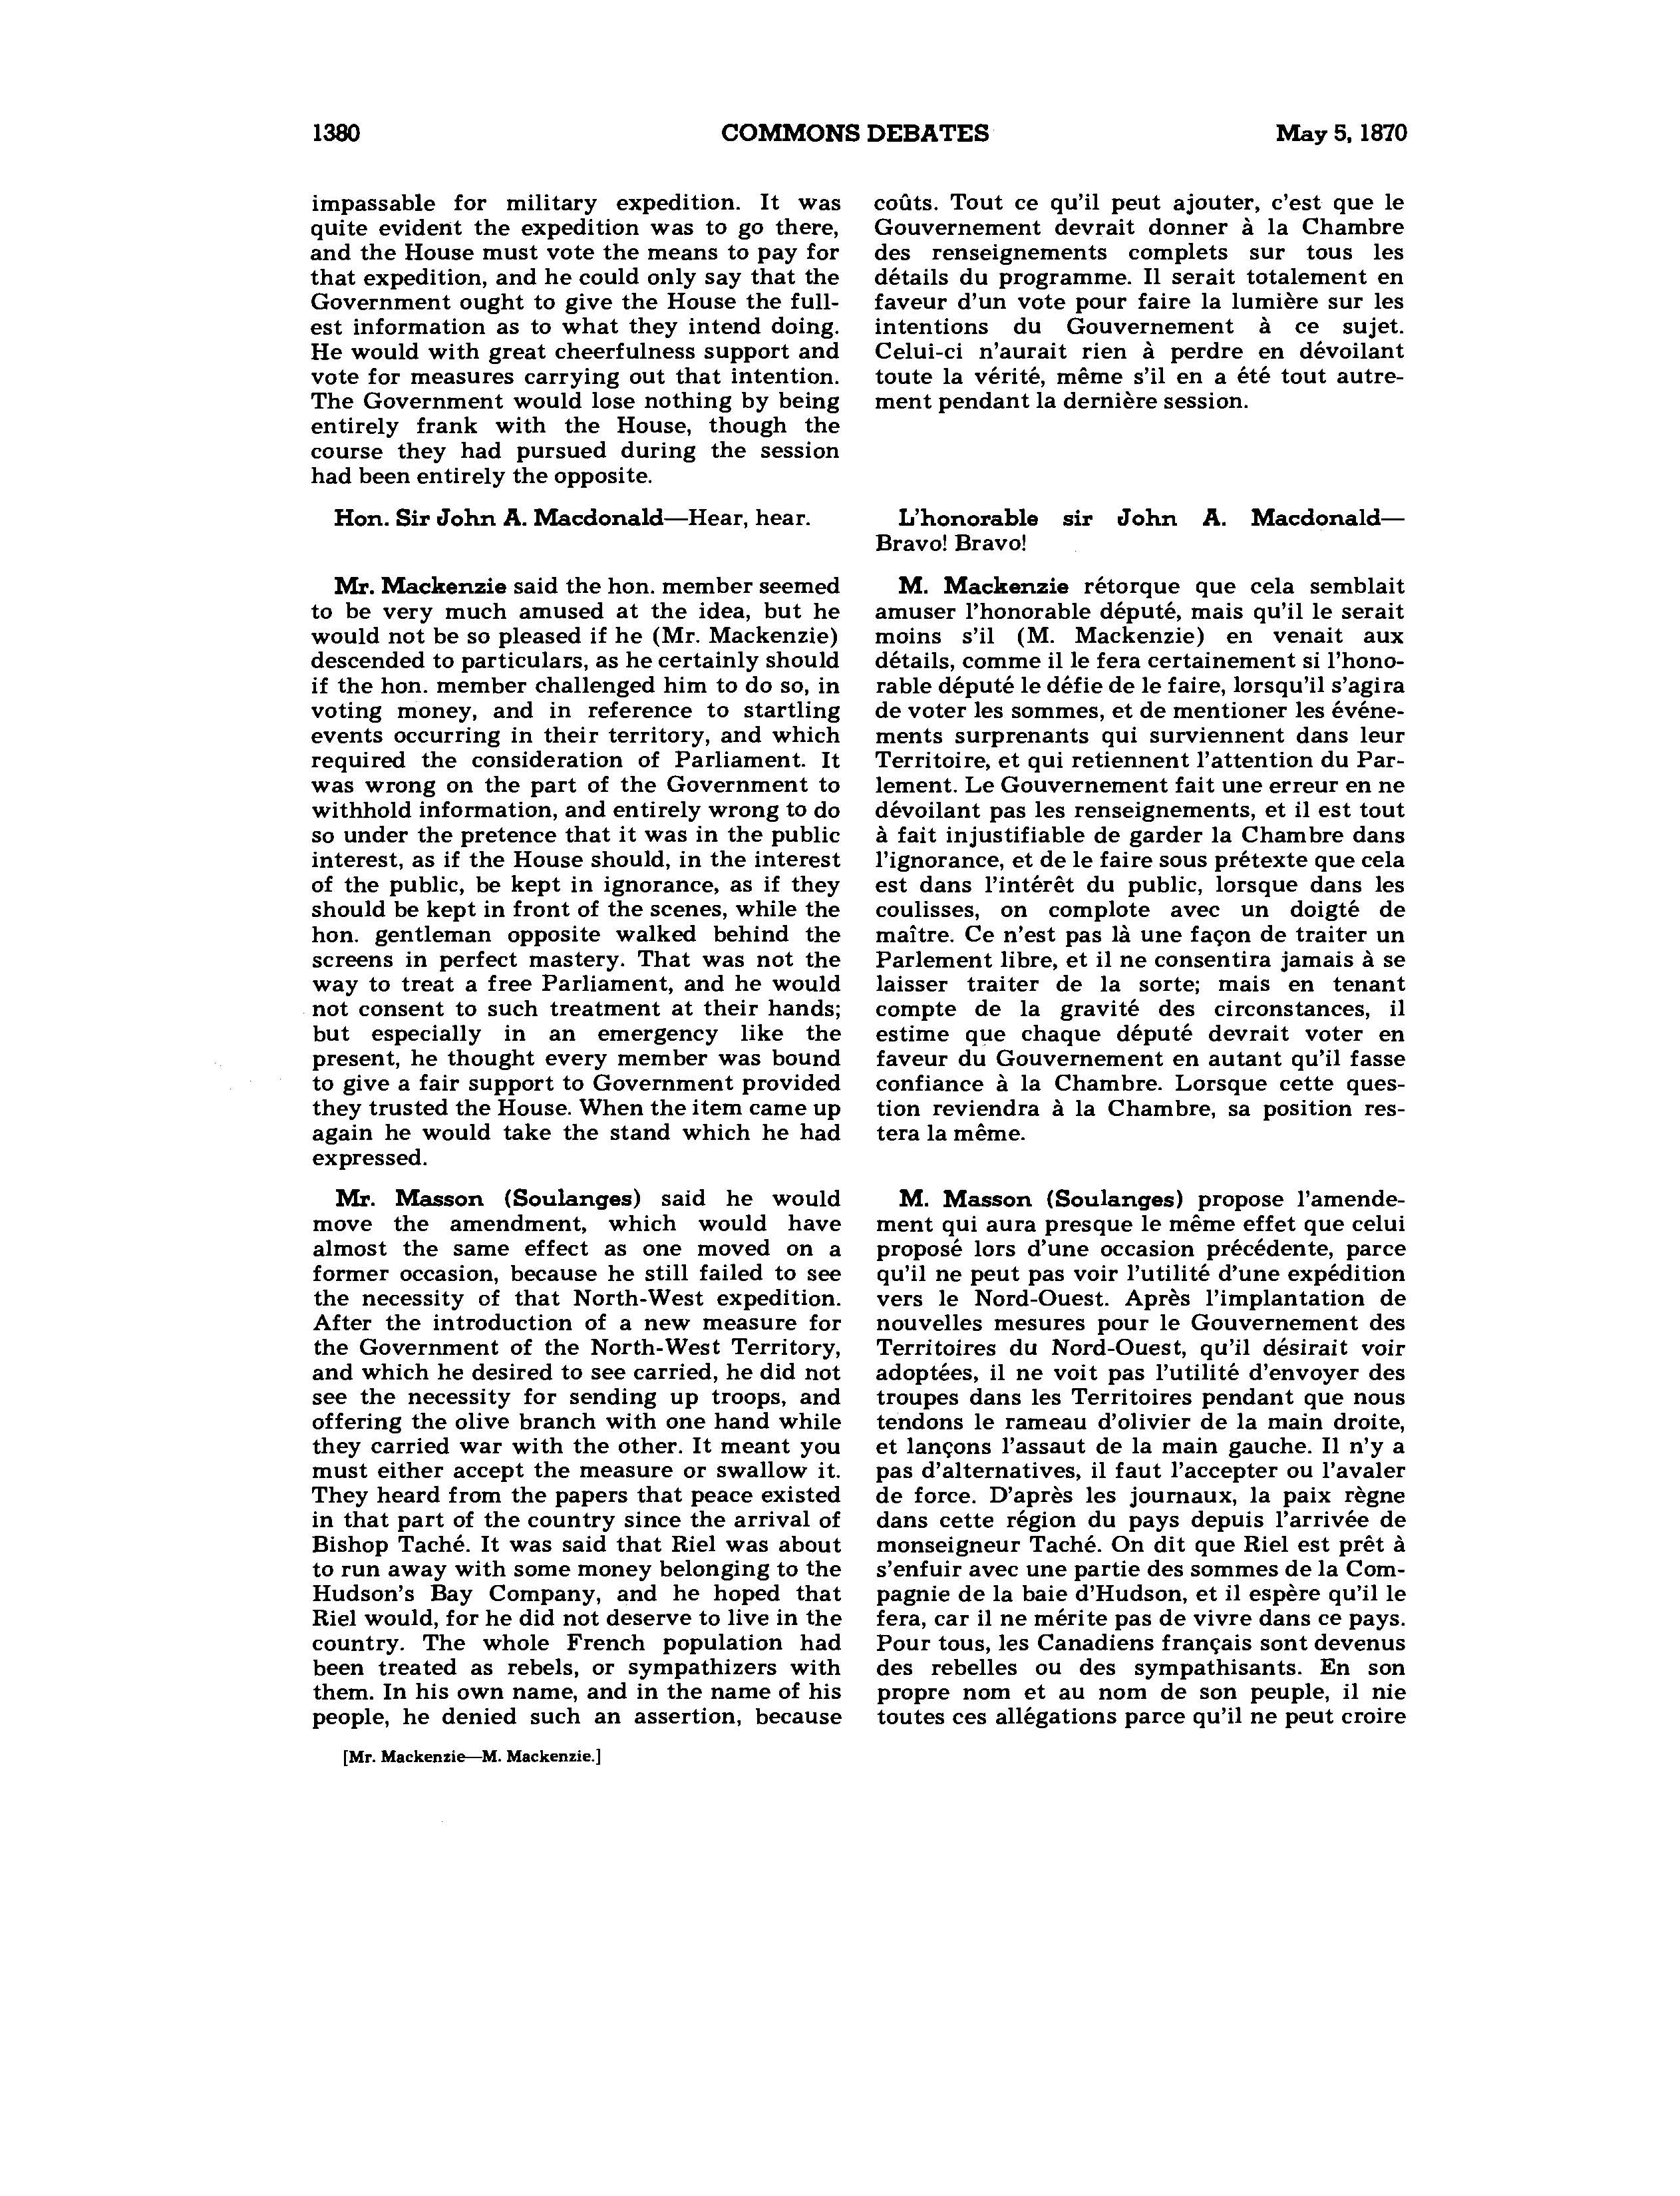 1380 COMMONS DEBATES May 5, 1870
impassable for military expedition. It was
quite evident the expedition was to go there,
and the House must vote the means to pay for
that expedition, and he could only say that the
Government ought to give the House the full-
est information as to what they intend doing.
He would with great cheerfulness support and
vote for measures carrying out that intention.
The Government would lose nothing by being
entirely frank with the House, though the
course they had pursued during the session
had been entirely the opposite.
Hon. Sir John A. Macdonald—Hear, hear.
Mr. Mackenzie said the hon. member seemed
to be very much amused at the idea, but he
would not be so pleased if he (Mr. Mackenzie)
descended to particulars, as he certainly should
if the hon. member challenged him to do so, in
voting money, and in reference to startling
events occurring in their territory, and which
required the consideration of Parliament. It
was wrong on the part of the Government to
withhold information, and entirely wrong to do
so under the pretence that it was in the public
interest, as if the House should, in the interest
of the public, be kept in ignorance, as if they
should be kept in front of the scenes, while the
hon. gentleman opposite walked behind the
screens in perfect mastery. That was not the
way to treat a free Parliament, and he would
not consent to such treatment at their hands;
but especially in an emergency like the
present, he thought every member was bound
to give a fair support to Government provided
they trusted the House. When the item came up
again he would take the stand which he had
expressed.
Mr. Masson (Soulanges) said he would
move the amendment, which would have
almost the same effect as one moved on a
former occasion, because he still failed to see
the necessity of that North-West expedition.
After the introduction of a new measure for
the Government of the North-West Territory,
and which he desired to see carried, he did not
see the necessity for sending up troops, and
offering the olive branch with one hand while
they carried war with the other. It meant you
must either accept the measure or swallow it.
They heard from the papers that peace existed
in that part of the country since the arrival of
Bishop Taché. It was said that Riel was about
to run away with some money belonging to the
Hudson's Bay Company, and he hoped that
Riel would, for he did not deserve to live in the
country. The whole French population had
been treated as rebels, or sympathizers with
them. In his own name, and in the name of his
people, he denied such an assertion, because
coûts. Tout ce qu'il peut ajouter, c'est que le
Gouvernement devrait donner à la Chambre
des renseignements complets sur tous les
détails du programme. Il serait totalement en
faveur d'un vote pour faire la lumière sur les
intentions du Gouvernement à ce sujet.
Celui-ci n'aurait rien à perdre en dévoilant
toute la vérité, même s'il en a été tout autre-
ment pendant la dernière session.
L'honorable sir John A. Macdonald—
Bravo! Bravo!
M. Mackenzie rétorque que cela semblait
amuser l'honorable député, mais qu'il le serait
moins s'il (M. Mackenzie) en venait aux
détails, comme il le fera certainement si l'hono-
rable député le défie de le faire, lorsqu'il s'agira
de voter les sommes, et de mentioner les événe-
ments surprenants qui surviennent dans leur
Territoire, et qui retiennent l'attention du Par-
lement. Le Gouvernement fait une erreur en ne
dévoilant pas les renseignements, et il est tout
à fait injustifiable de garder la Chambre dans
l'ignorance, et de le faire sous prétexte que cela
est dans l'intérêt du public, lorsque dans les
coulisses, on complote avec un doigté de
maître. Ce n'est pas là une façon de traiter un
Parlement libre, et il ne consentira jamais à se
laisser traiter de la sorte; mais en tenant
compte de la gravité des circonstances, il
estime que chaque député devrait voter en
faveur du Gouvernement en autant qu'il fasse
confiance à la Chambre. Lorsque cette ques-
tion reviendra à la Chambre, sa position res-
tera la même.
M. Masson (Soulanges) propose l'amende-
ment qui aura presque le même effet que celui
proposé lors d'une occasion précédente, parce
qu'il ne peut pas voir l'utilité d'une expédition
vers le Nord-Ouest. Après l'implantation de
nouvelles mesures pour le Gouvernement des
Territoires du Nord-Ouest, qu'il désirait voir
adoptées, il ne voit pas l'utilité d'envoyer des
troupes dans les Territoires pendant que nous
tendons le rameau d'olivier de la main droite,
et lançons l'assaut de la main gauche. Il n'y a
pas d'alternatives, il faut l'accepter ou l'avaler
de force. D'après les journaux, la paix règne
dans cette région du pays depuis l'arrivée de
monseigneur Taché. On dit que Riel est prêt à
s'enfuir avec une partie des sommes de la Com-
pagnie de la baie d'Hudson, et il espère qu'il le
fera, car il ne mérite pas de vivre dans ce pays.
Pour tous, les Canadiens français sont devenus
des rebelles ou des sympathisants. En son
propre nom et au nom de son peuple, il nie
toutes ces allégations parce qu'il ne peut croire
[Mr. Mackenzie—M. Mackenzie.]